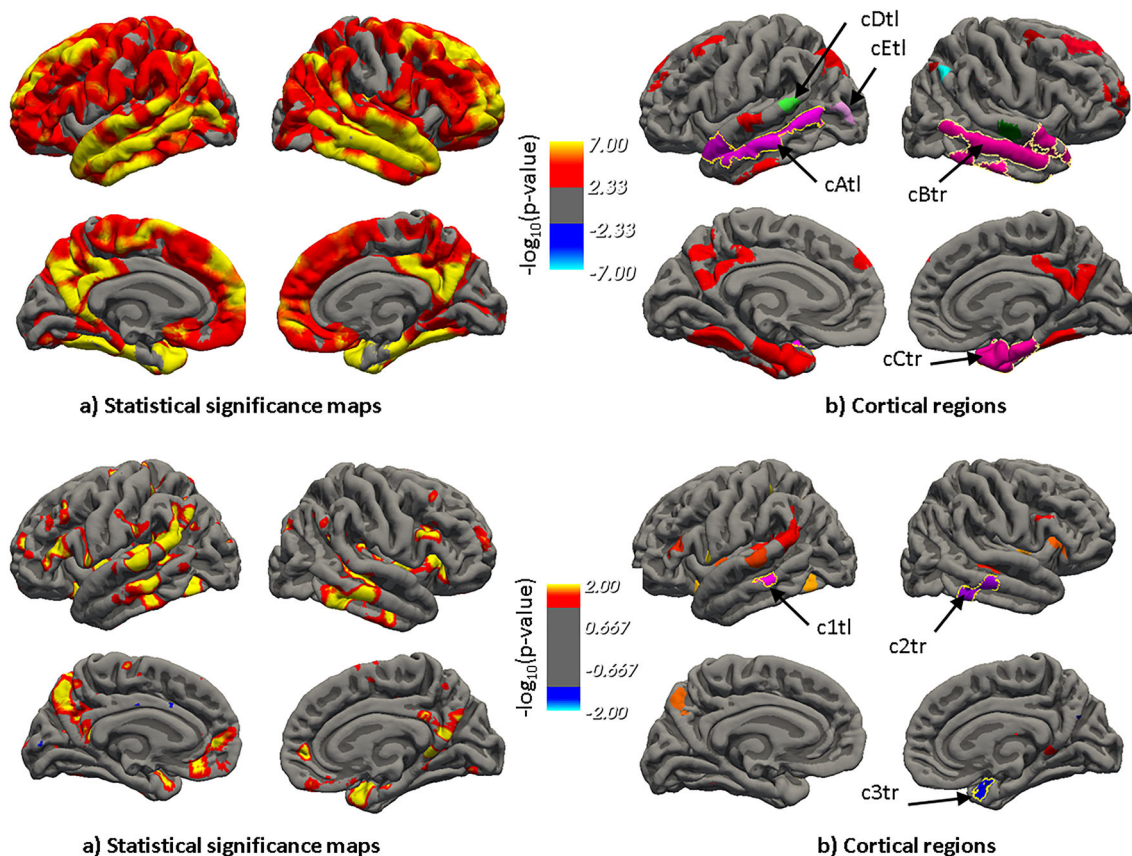 cDtl
cEtl
7.00
2.33
-2.33
-7.00
-log10(p-value)
cAtl
cBtr
cCtr
a) Statistical significance maps
b) Cortical regions
2.00
0.667
-0.667
-2.00
-log10(p-value)
c1tl
c2tr
c3tr
a) Statistical significance maps
b) Cortical regions